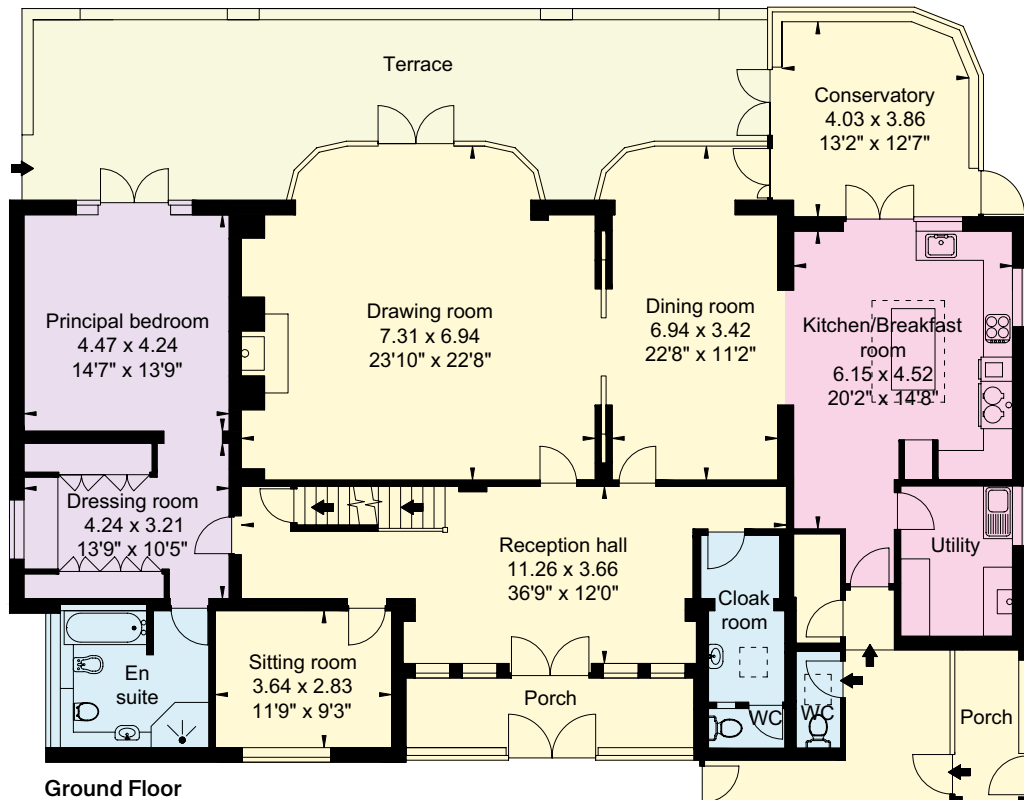 Terrace
Conservatory
4.03 x 3.86
13'2" x 12'7"
Principal bedroom
4.47 x 4.24
14'7" x 13'9"
Drawing room
7.31 x 6.94
23'10" x 22'8"
Dining room
6.94 x 3.42
22'8" x 11'2"
Kitchen/Breakfast
room
6.15 x 4.52
20'2" x 14'8"
Dressing room
4.24 x 3.21
13'9" x 10'5"
Reception hall
11.26 x 3.66
36'9" x 12'0"
Utility
Cloak
room
En
suite
Sitting room
3.64 x 2.83
11'9" x 9'3"
Porch
WC
WC
Porch
Ground Floor